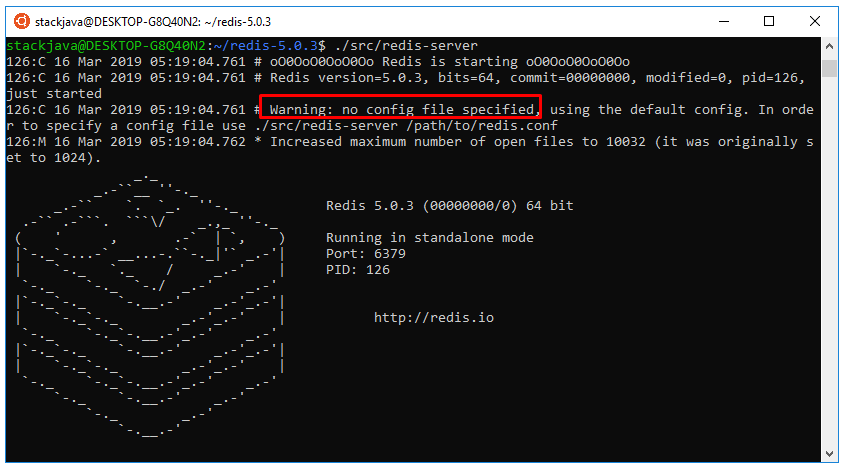 stackjava@DESKTOP-G8Q40N2: ~/redis-5.0.3
stackjava@DESKTOP-G8Q40N2:~/redis-5.0.3$ ./src/redis-server
126:C 16 Mar 2019 05:19:04.761 # oO0OoO0OoO0Oo Redis is starting oO0OoO0OoO0Oo
126:C 16 Mar 2019 05:19:04.761 # Redis version=5.0.3, bits=64, commit=00000000, modified=0, pid=126,
just started
126:C 16 Mar 2019 05:19:04.761 # Warning: no config file specified, using the default config. In orde
r to specify a config file use ./src/redis-server /path/to/redis.conf
126:M 16 Mar 2019 05:19:04.762 * Increased maximum number of open files to 10032 (it was originally s
et to 1024).
Redis 5.0.3 (00000000/0) 64 bit
Running in standalone mode
Port: 6379
PID: 126
http://redis.io